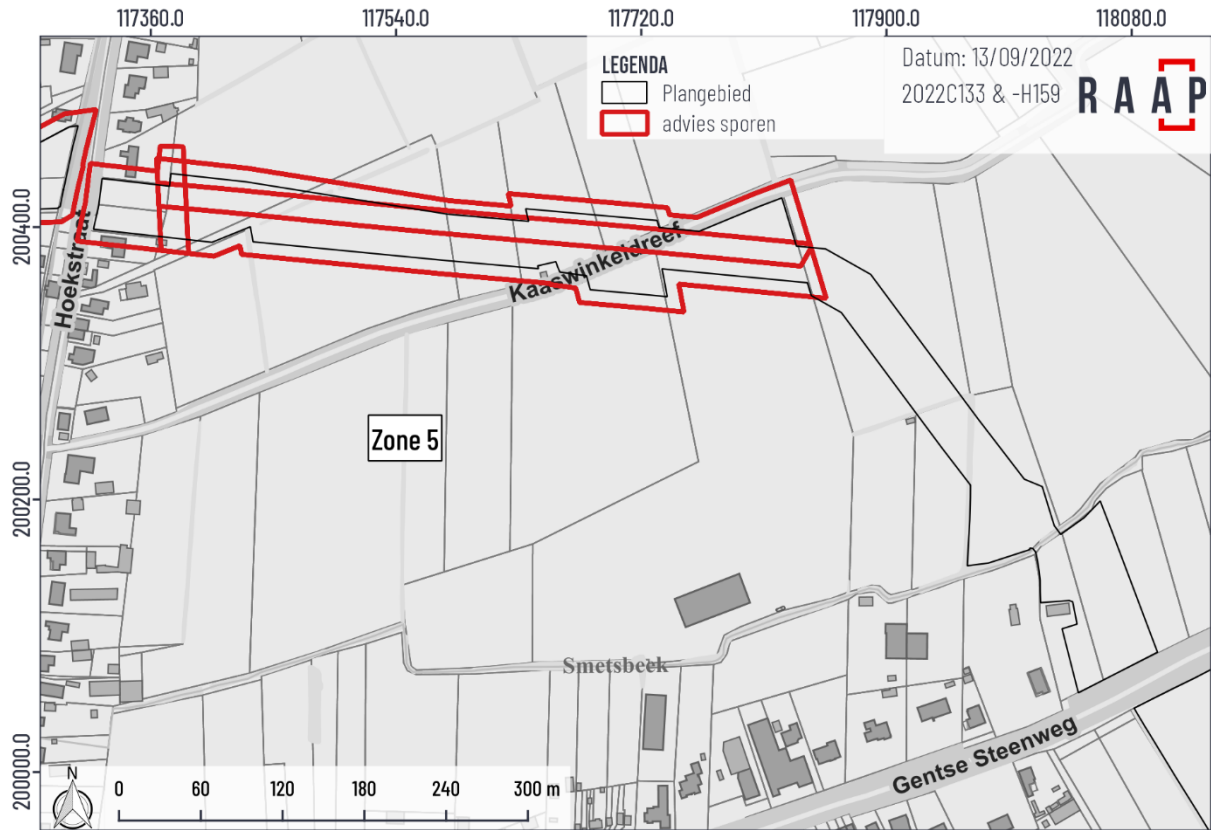 117360.0 117540.0 117720.0 117900.0 118080.0
LEGENDA
Plangebied
advies sporen
Datum: 13/09/2022
2022C133 & -H159
RAAP
200400.0
Hoekstraat
Kaaswinkeldreef
Zone 5
200200.0
Smetsbeek
Gentse Steenweg
200000.0
N
0 60 120 180 240 300 m